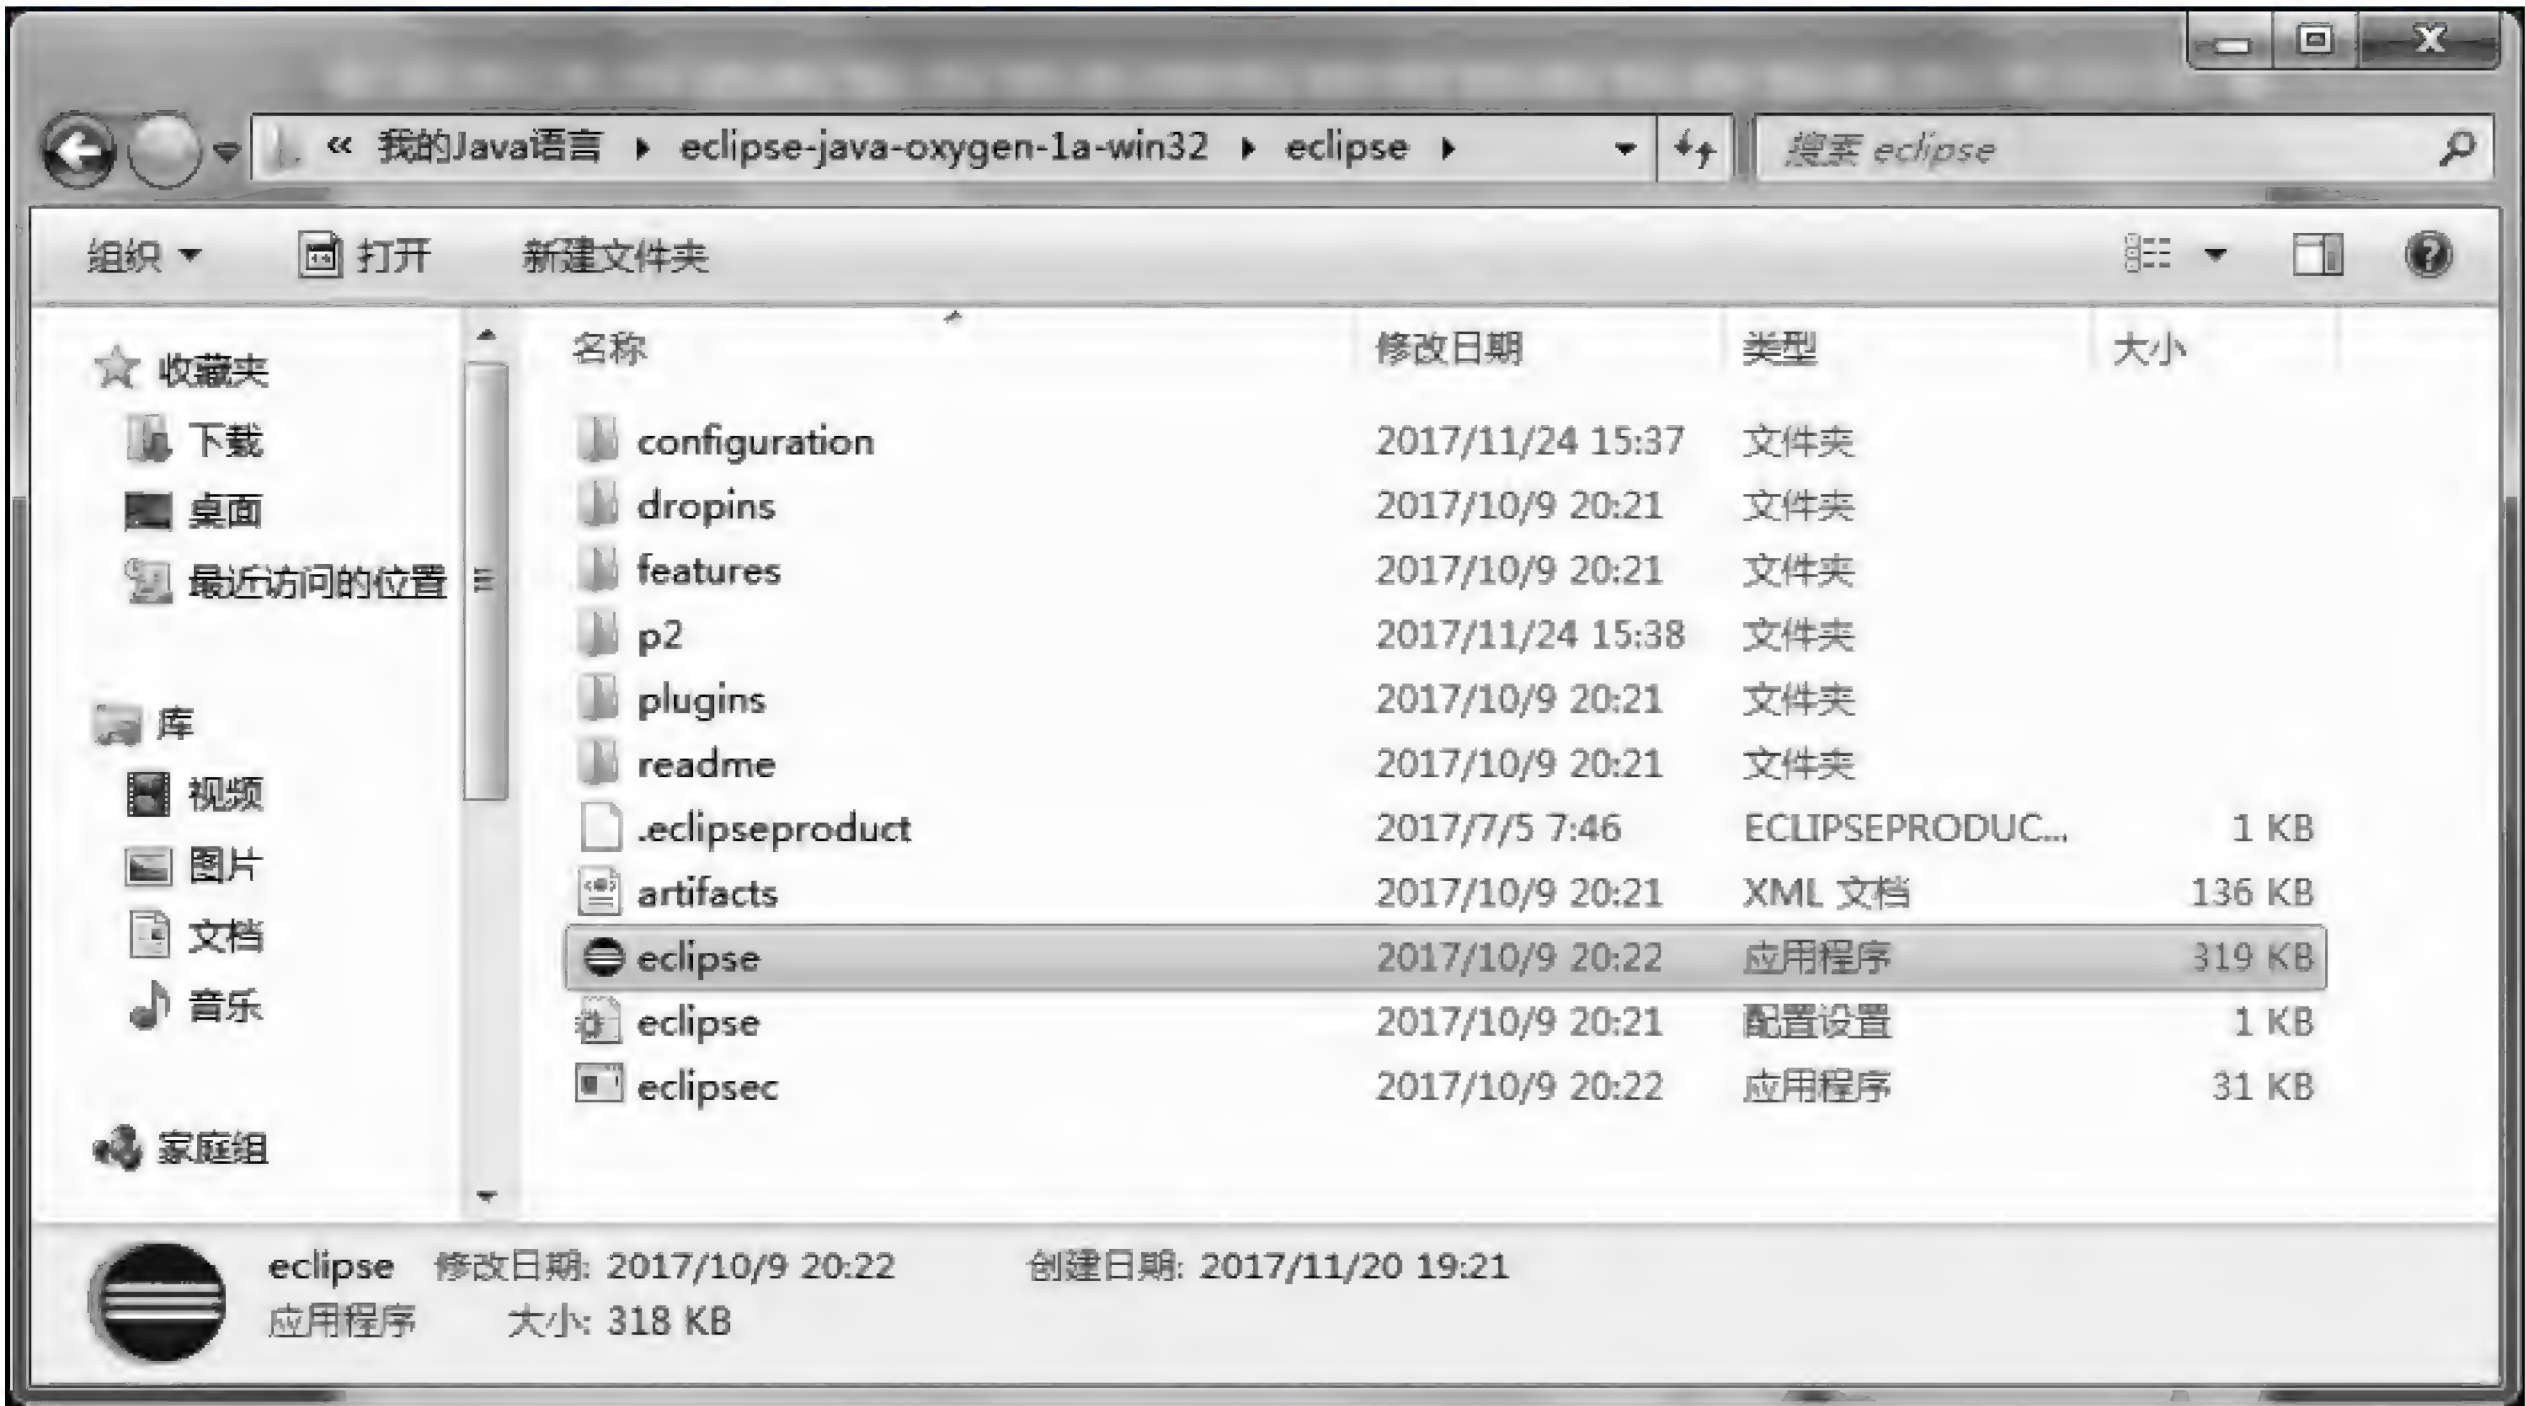 « 我的Java语言 ▸ eclipse-java-oxygen-1a-win32 ▸ eclipse ▸ 搜索 eclipse
组织 打开 新建文件夹
收藏夹
下载
桌面
最近访问的位置
库
视频
图片
文档
音乐
家庭组
名称 修改日期 类型 大小
configuration 2017/11/24 15:37 文件夹
dropins 2017/10/9 20:21 文件夹
features 2017/10/9 20:21 文件夹
p2 2017/11/24 15:38 文件夹
plugins 2017/10/9 20:21 文件夹
readme 2017/10/9 20:21 文件夹
.eclipseproduct 2017/7/5 7:46 ECLIPSEPRODUC... 1 KB
artifacts 2017/10/9 20:21 XML 文档 136 KB
eclipse 2017/10/9 20:22 应用程序 319 KB
eclipse 2017/10/9 20:21 配置设置 1 KB
eclipsec 2017/10/9 20:22 应用程序 31 KB
eclipse 修改日期: 2017/10/9 20:22 创建日期: 2017/11/20 19:21
应用程序 大小: 318 KB